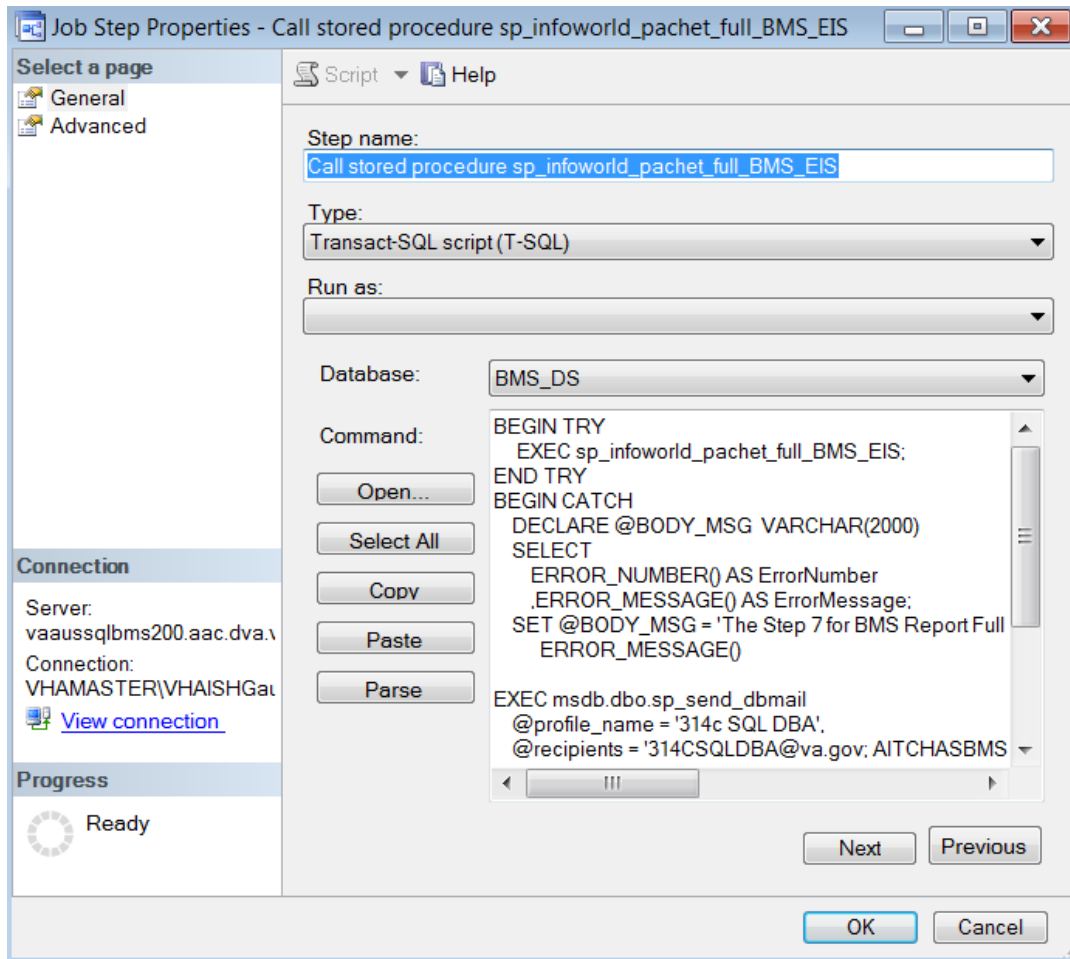 Job Step Properties - Call stored procedure sp_infoworld_pachet_full_BMS_EIS
Select a page
General
Advanced
Script
Help
Step name:
Call stored procedure sp_infoworld_pachet_full_BMS_EIS
Type:
Transact-SQL script (T-SQL)
Run as:
Database:
BMS_DS
Command:
Open...
Select All
Copy
Paste
Parse
BEGIN TRY
EXEC sp_infoworld_pachet_full_BMS_EIS;
END TRY
BEGIN CATCH
DECLARE @BODY_MSG VARCHAR(2000)
SELECT
ERROR_NUMBER() AS ErrorNumber
,ERROR_MESSAGE() AS ErrorMessage;
SET @BODY_MSG = 'The Step 7 for BMS Report Full
ERROR_MESSAGE()
EXEC msdb.dbo.sp_send_dbmail
@profile_name = '314c SQL DBA',
@recipients = '314CSQLDBA@va.gov; AITCHASBMS
Connection
Server:
vaaussqlbms200.aac.dva.v
Connection:
VHAMASTER\VHAISHGau
View connection
Progress
Ready
Next
Previous
OK
Cancel